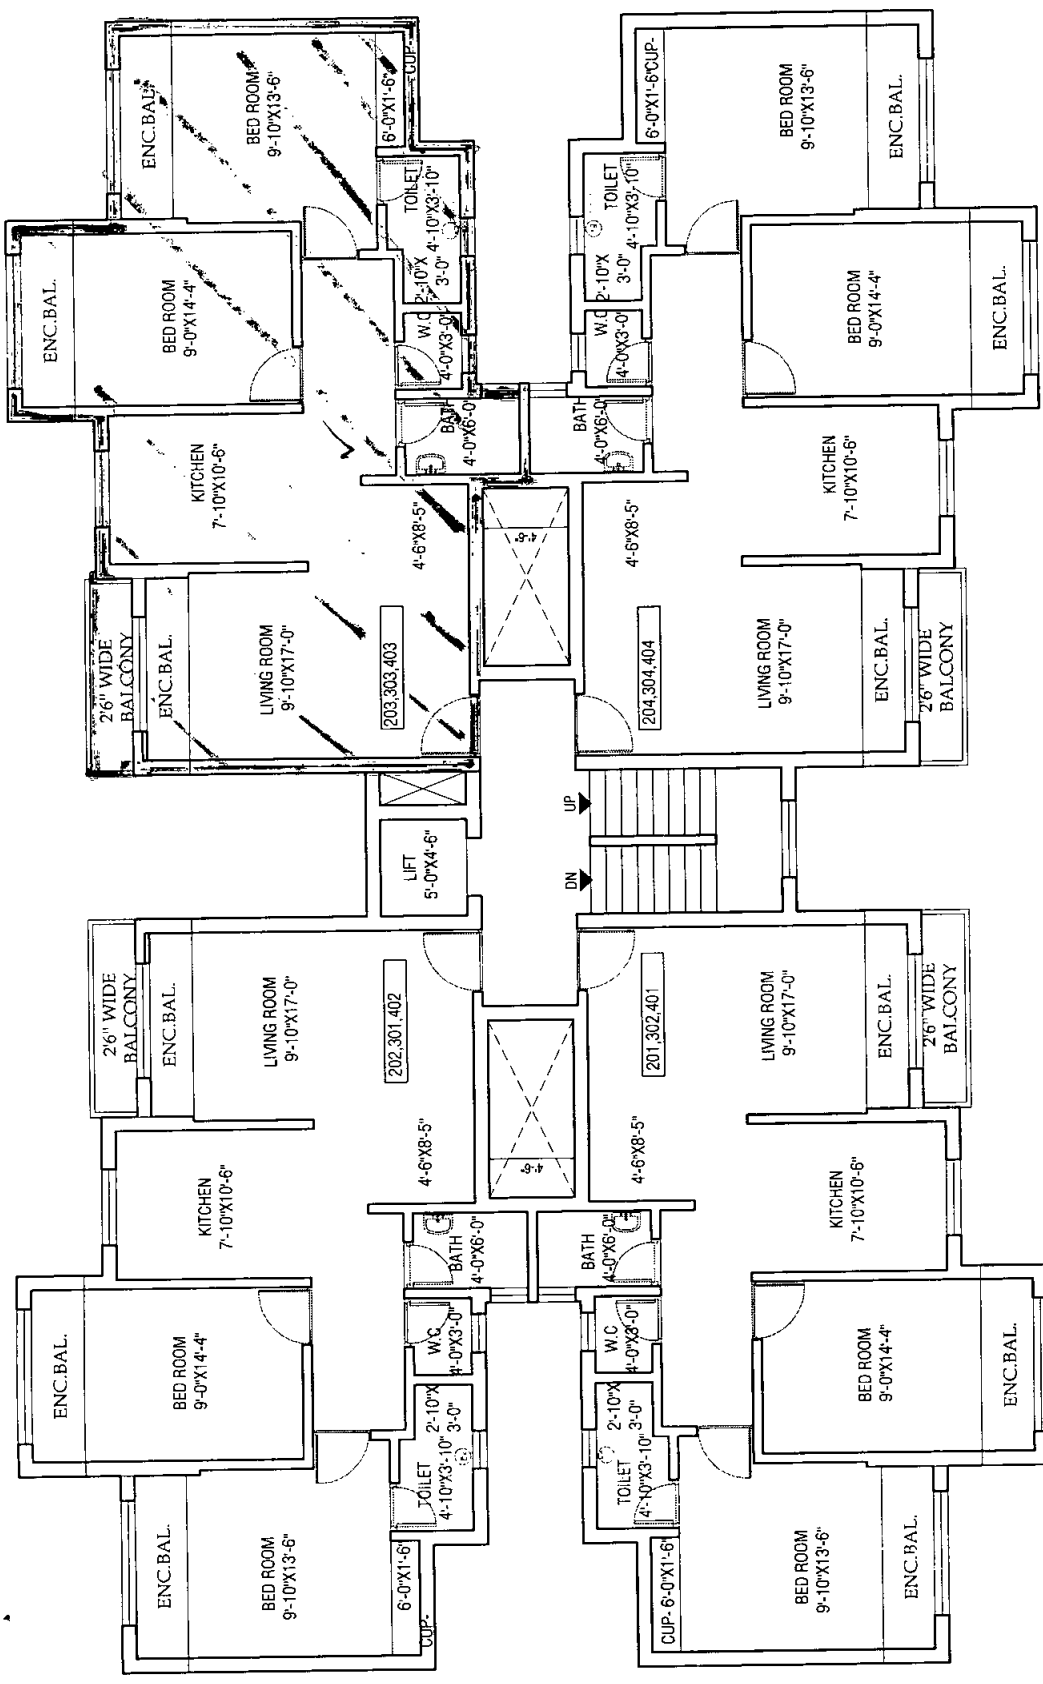 ENC.BAL.
BED ROOM
9'-10"X13'-6"
6'-0"X1'-6"
CUP-
ENC.BAL.
BED ROOM
9'-0"X14'-4"
TOILET
4'-10"X3'-10"
2'-10"X
3'-0"
W.C
4'-0"X3'-0"
BATH
4'-0"X6'-0"
KITCHEN
7'-10"X10'-6"
4'-6"X8'-5"
2'6" WIDE
BALCONY
ENC.BAL.
LIVING ROOM
9'-10"X17'-0"
202,301,402
LIFT
5'-0"X4'-6"
2'6" WIDE
BALCONY
ENC.BAL.
LIVING ROOM
9'-10"X17'-0"
203,303,403
4'-6"X8'-5"
KITCHEN
7'-10"X10'-6"
BATH
4'-0"X6'-0"
W.C
4'-0"X3'-0"
2'-10"X
3'-0"
TOILET
4'-10"X3'-10"
ENC.BAL.
BED ROOM
9'-0"X14'-4"
ENC.BAL.
BED ROOM
9'-10"X13'-6"
6'-0"X1'-6"
CUP-
4'-6"
4'-6"
DN
UP
CUP- 6'-0"X1'-6"
BED ROOM
9'-10"X13'-6"
ENC.BAL.
TOILET
4'-10"X3'-10"
2'-10"X
3'-0"
W.C
4'-0"X3'-0"
BATH
4'-0"X6'-0"
BED ROOM
9'-0"X14'-4"
ENC.BAL.
KITCHEN
7'-10"X10'-6"
4'-6"X8'-5"
201,302,401
LIVING ROOM
9'-10"X17'-0"
ENC.BAL.
2'6" WIDE
BALCONY
204,304,404
LIVING ROOM
9'-10"X17'-0"
ENC.BAL.
2'6" WIDE
BALCONY
4'-6"X8'-5"
KITCHEN
7'-10"X10'-6"
BATH
4'-0"X6'-0"
W.C
4'-0"X3'-0"
2'-10"X
3'-0"
TOILET
4'-10"X3'-10"
BED ROOM
9'-0"X14'-4"
ENC.BAL.
6'-0"X1'-6"CUP-
BED ROOM
9'-10"X13'-6"
ENC.BAL.